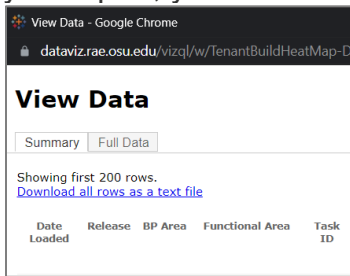 View Data - Google Chrome
dataviz.rae.osu.edu/vizql/w/TenantBuildHeatMap-D
View Data
Summary Full Data
Showing first 200 rows.
Download all rows as a text file
Date Loaded Release BP Area Functional Area Task ID